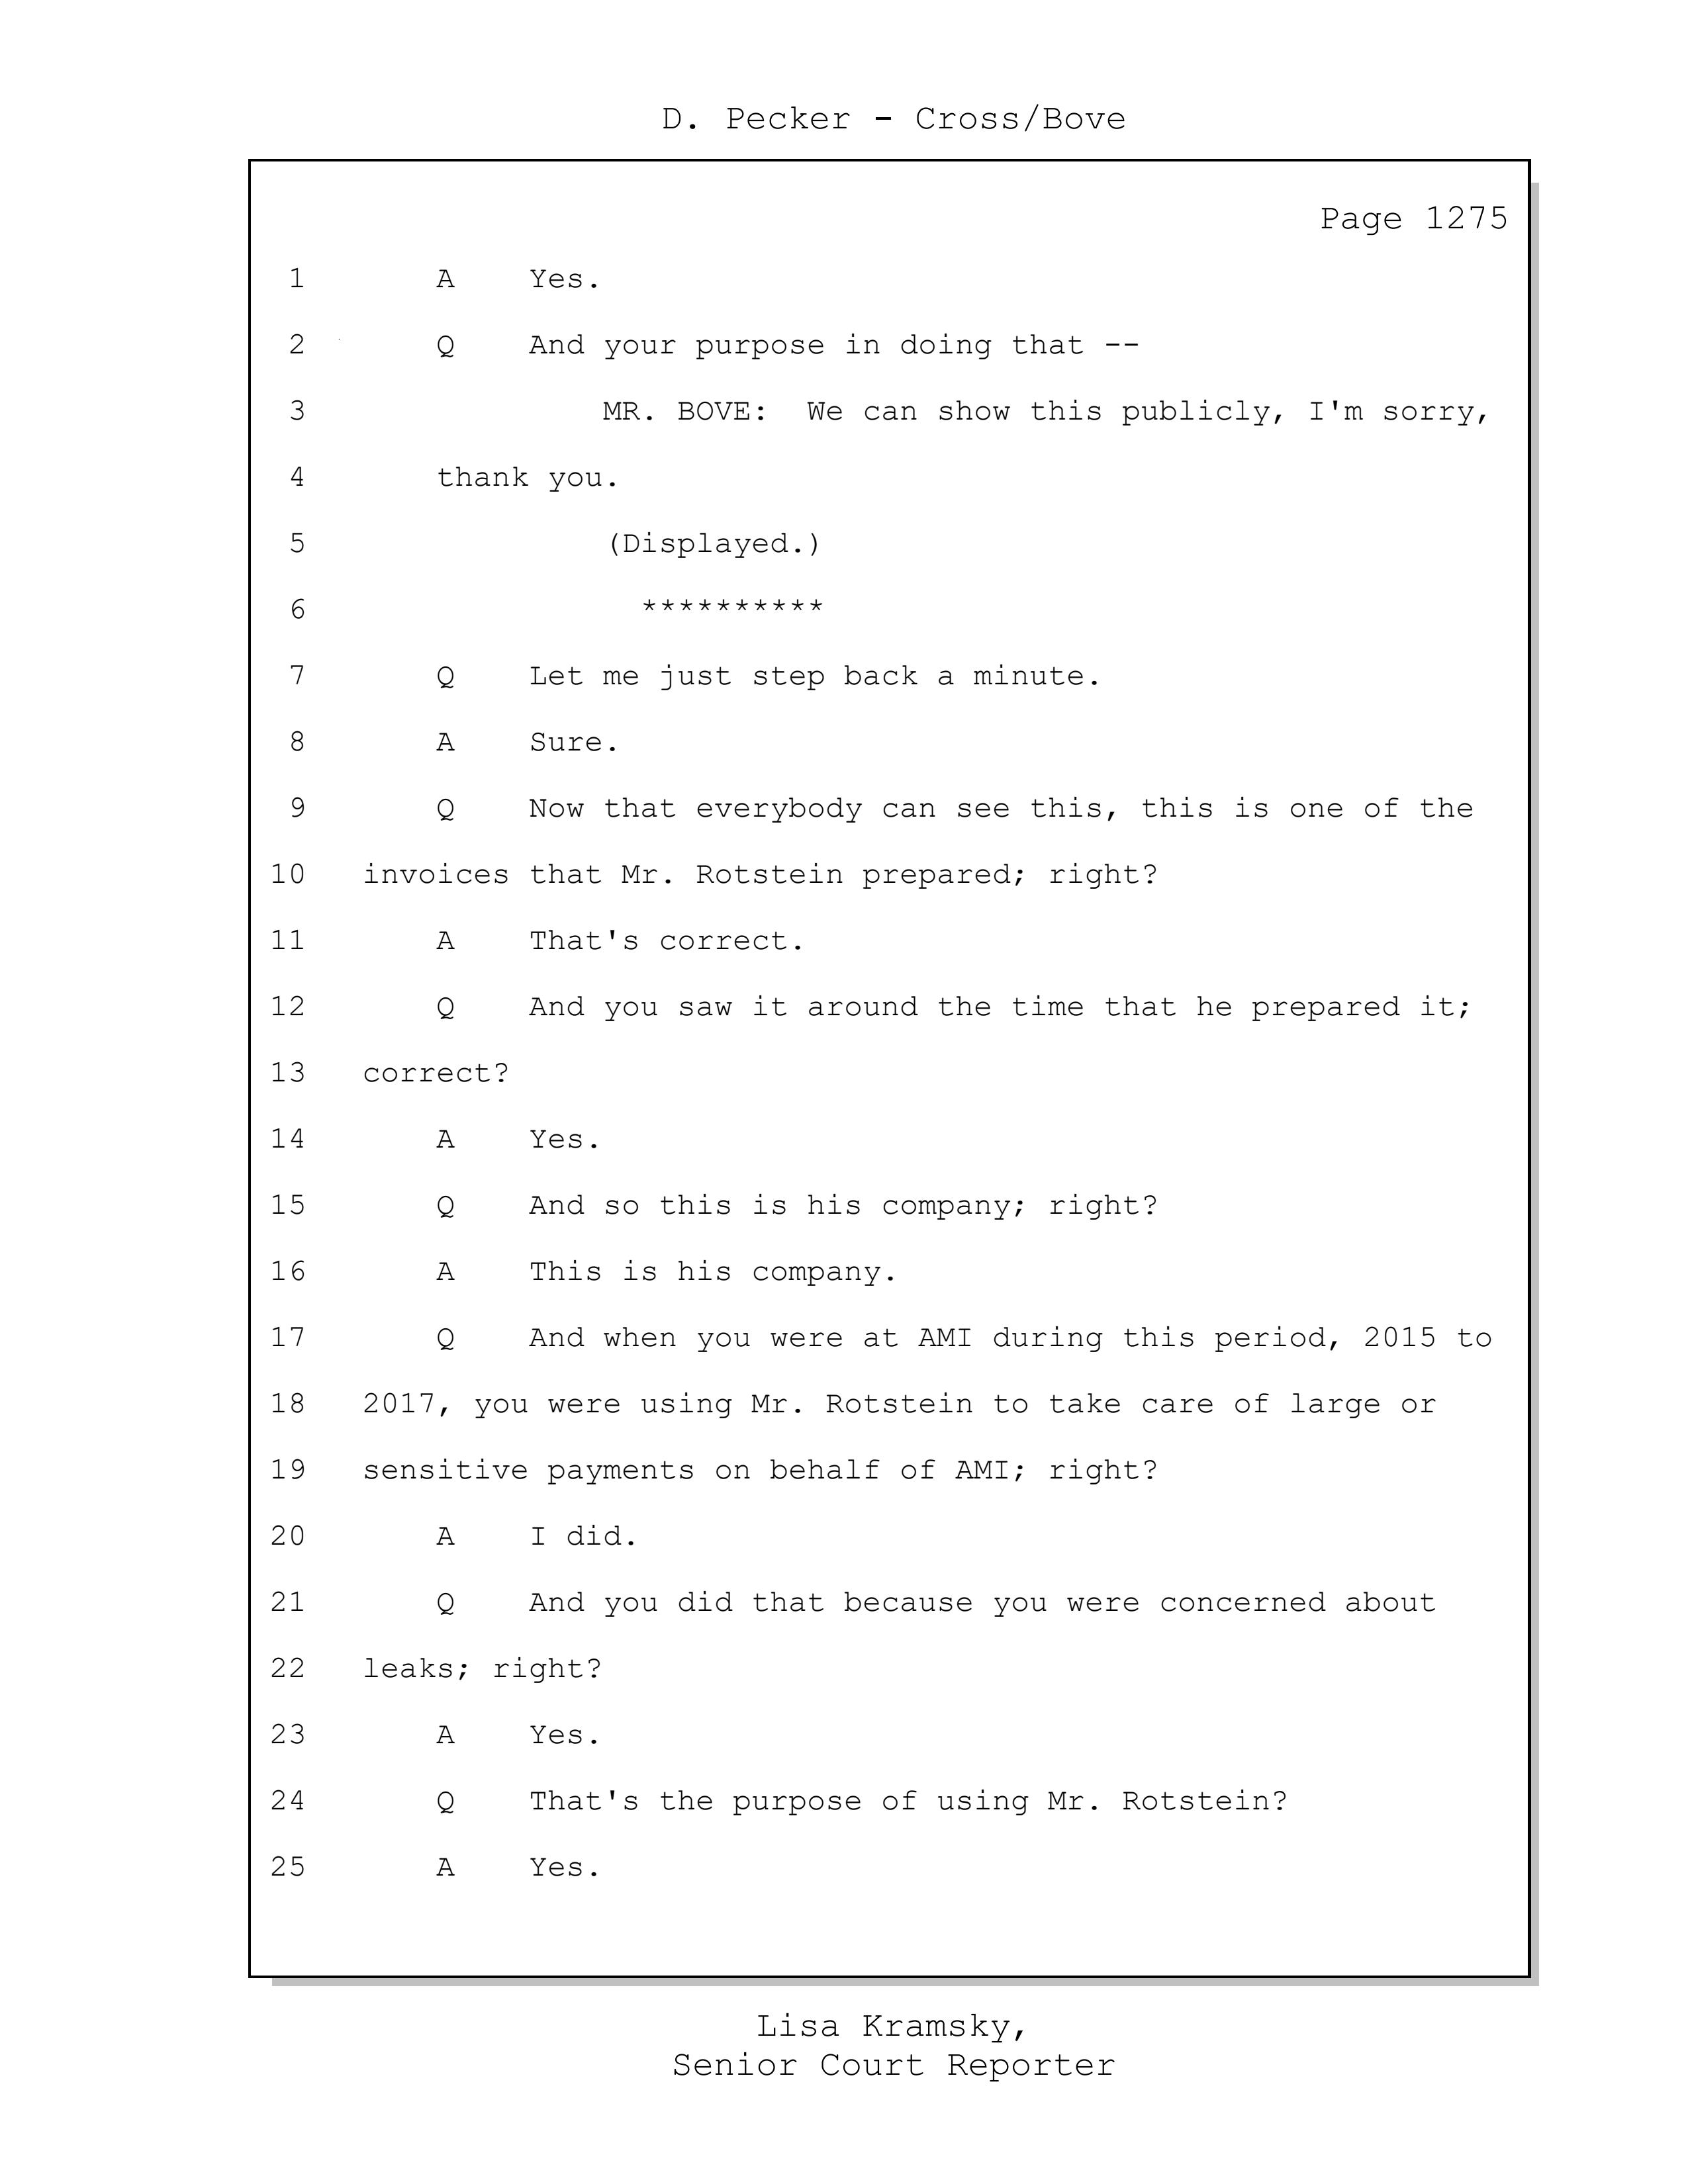 D. Pecker - Cross/Bove
Page 1275
1 A Yes.
2 Q And your purpose in doing that --
3 MR. BOVE: We can show this publicly, I'm sorry,
4 thank you.
5 (Displayed.)
6 **********
7 Q Let me just step back a minute.
8 A Sure.
9 Q Now that everybody can see this, this is one of the
10 invoices that Mr. Rotstein prepared; right?
11 A That's correct.
12 Q And you saw it around the time that he prepared it;
13 correct?
14 A Yes.
15 Q And so this is his company; right?
16 A This is his company.
17 Q And when you were at AMI during this period, 2015 to
18 2017, you were using Mr. Rotstein to take care of large or
19 sensitive payments on behalf of AMI; right?
20 A I did.
21 Q And you did that because you were concerned about
22 leaks; right?
23 A Yes.
24 Q That's the purpose of using Mr. Rotstein?
25 A Yes.
Lisa Kramsky,
Senior Court Reporter